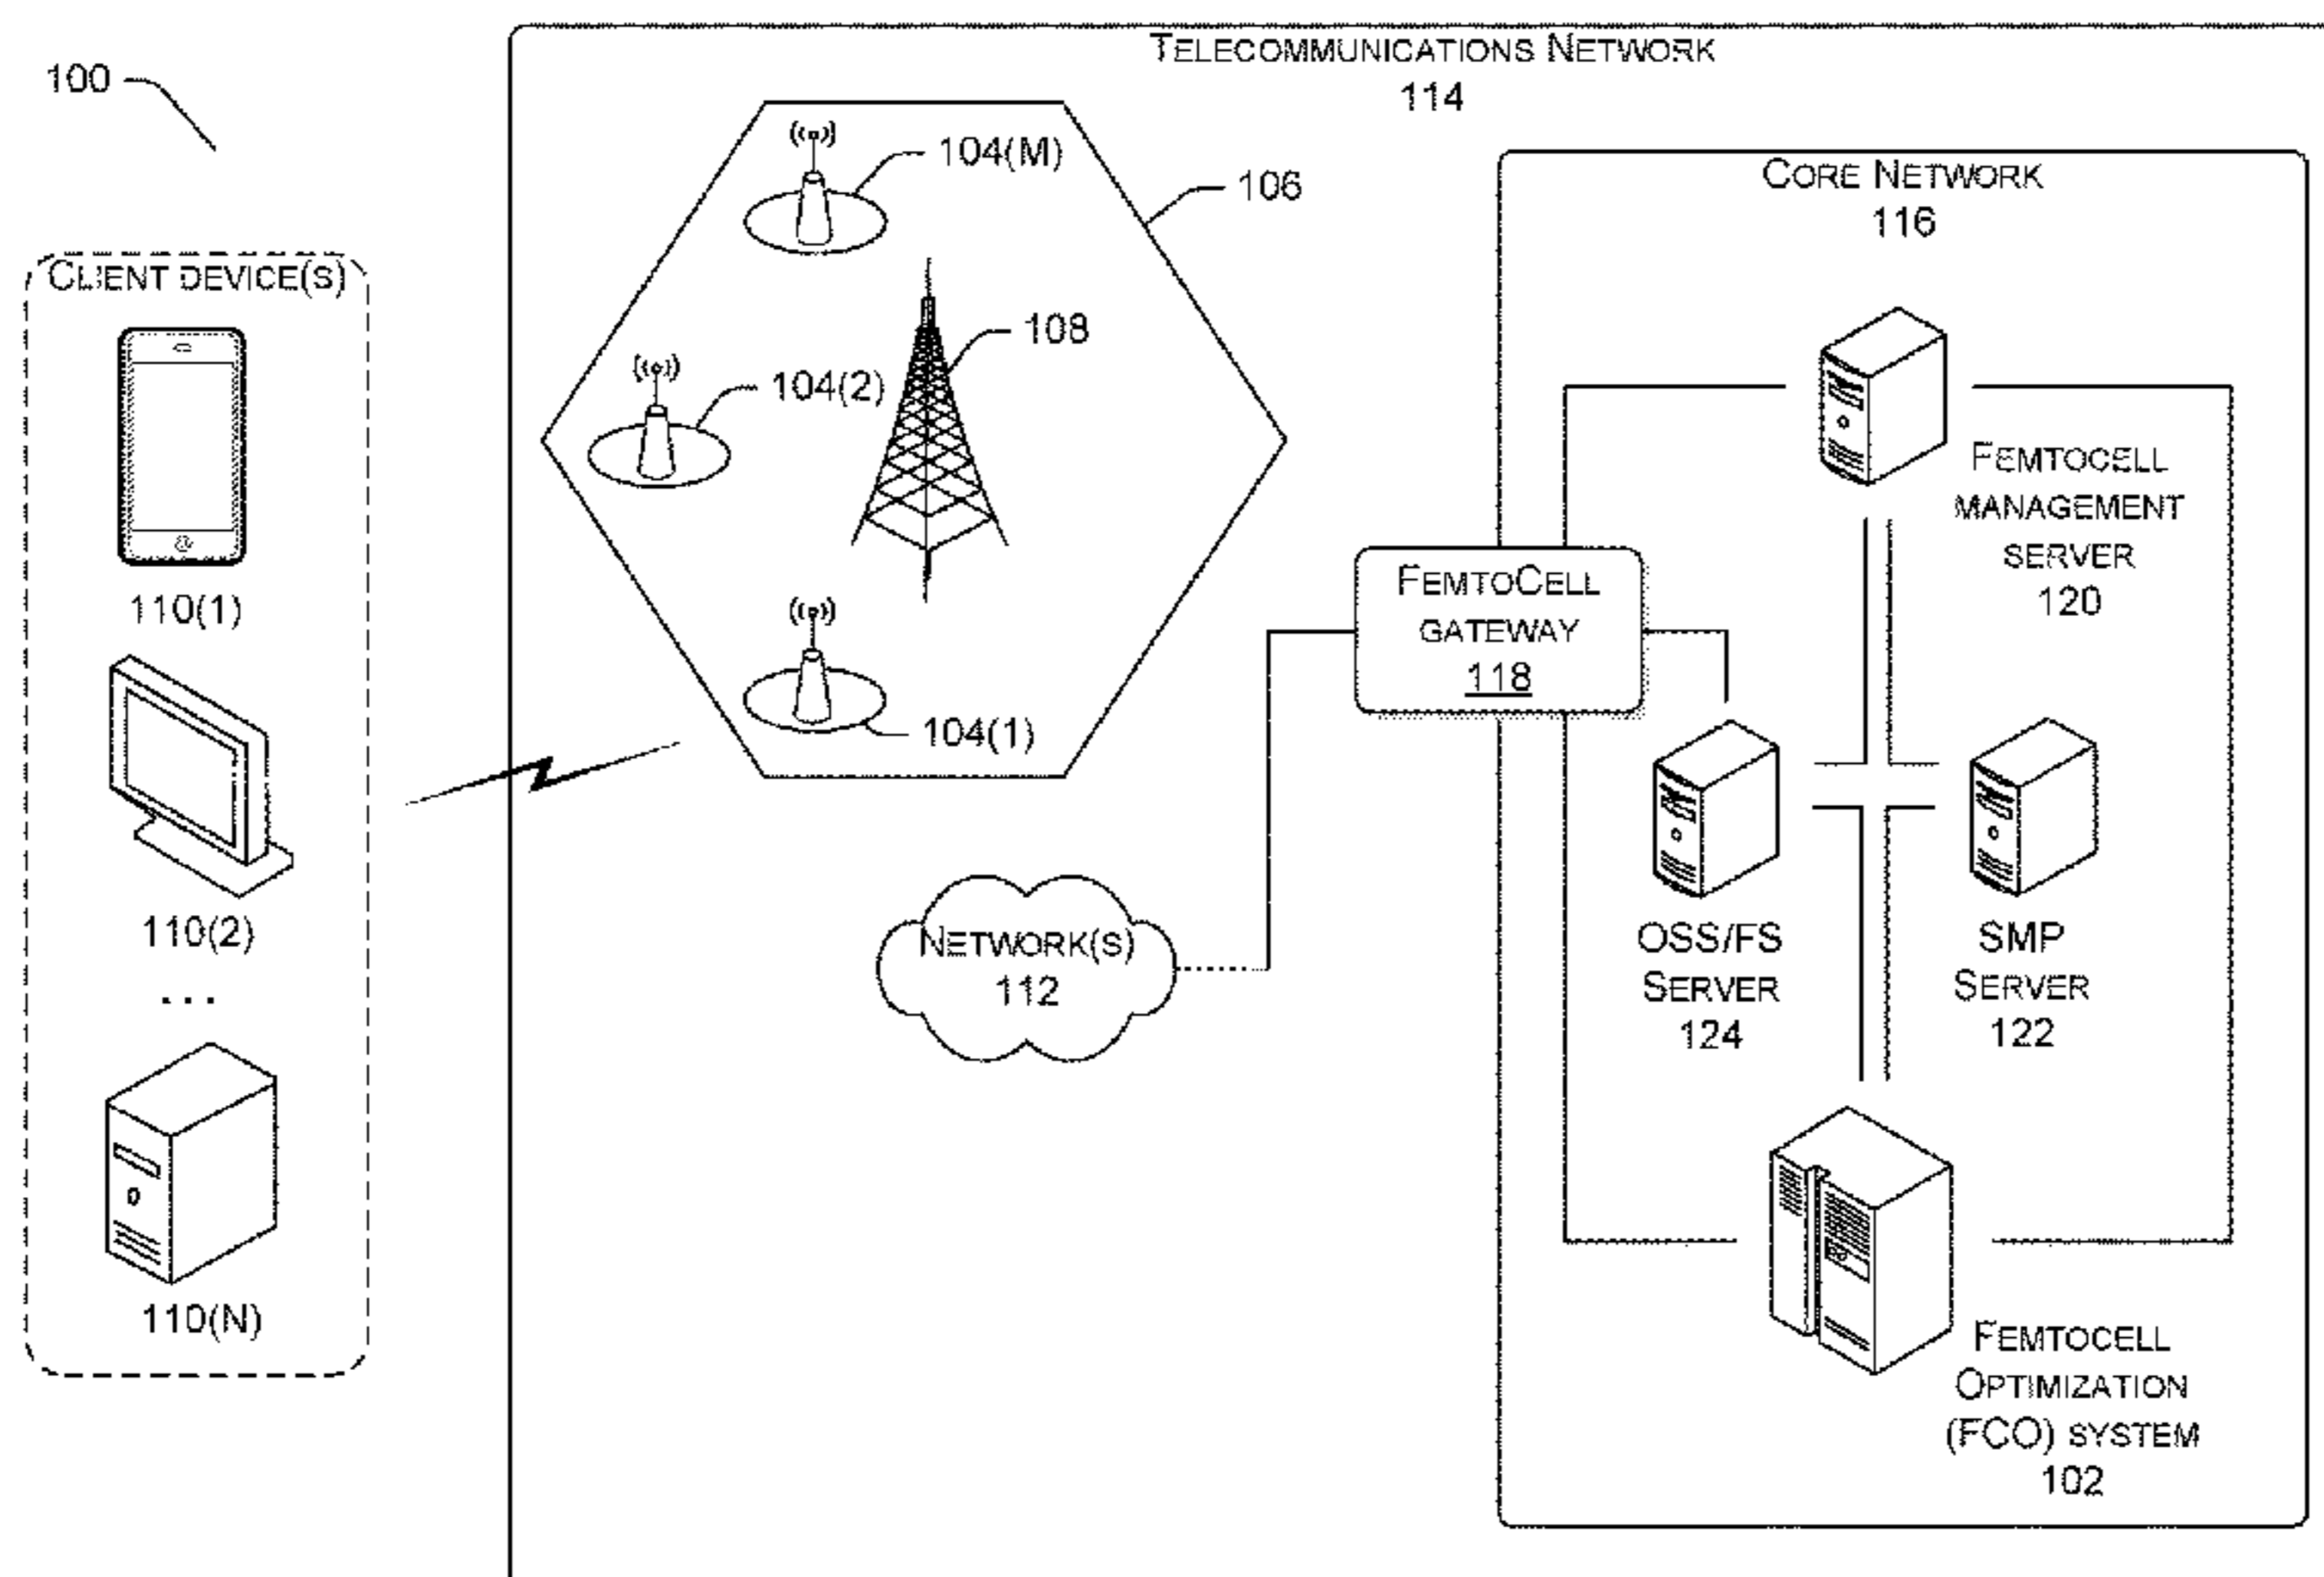 100
TELECOMMUNICATIONS NETWORK
114
104(M)
106
CORE NETWORK
116
CLIENT DEVICE(S)
108
104(2)
110(1)
FEMTOCELL
MANAGEMENT
SERVER
120
FEMTOCELL
GATEWAY
118
104(1)
110(2)
...
NETWORK(S)
112
OSS/FS
SERVER
124
SMP
SERVER
122
110(N)
FEMTOCELL
OPTIMIZATION
(FCO) SYSTEM
102